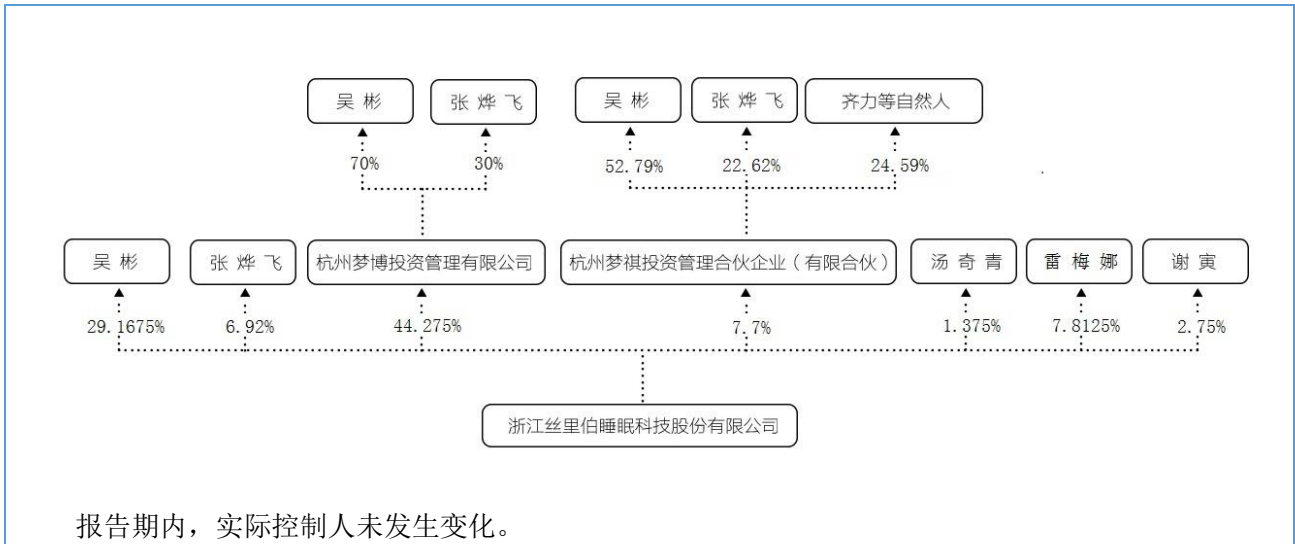 吴 彬 张 烨 飞 吴 彬 张 烨 飞 齐力等自然人
70% 30% 52.79% 22.62% 24.59%
吴 彬 张 烨 飞 杭州梦博投资管理有限公司 杭州梦祺投资管理合伙企业（有限合伙） 汤 奇 青 雷 梅 娜 谢 寅
29.1675% 6.92% 44.275% 7.7% 1.375% 7.8125% 2.75%
浙江丝里伯睡眠科技股份有限公司
报告期内，实际控制人未发生变化。